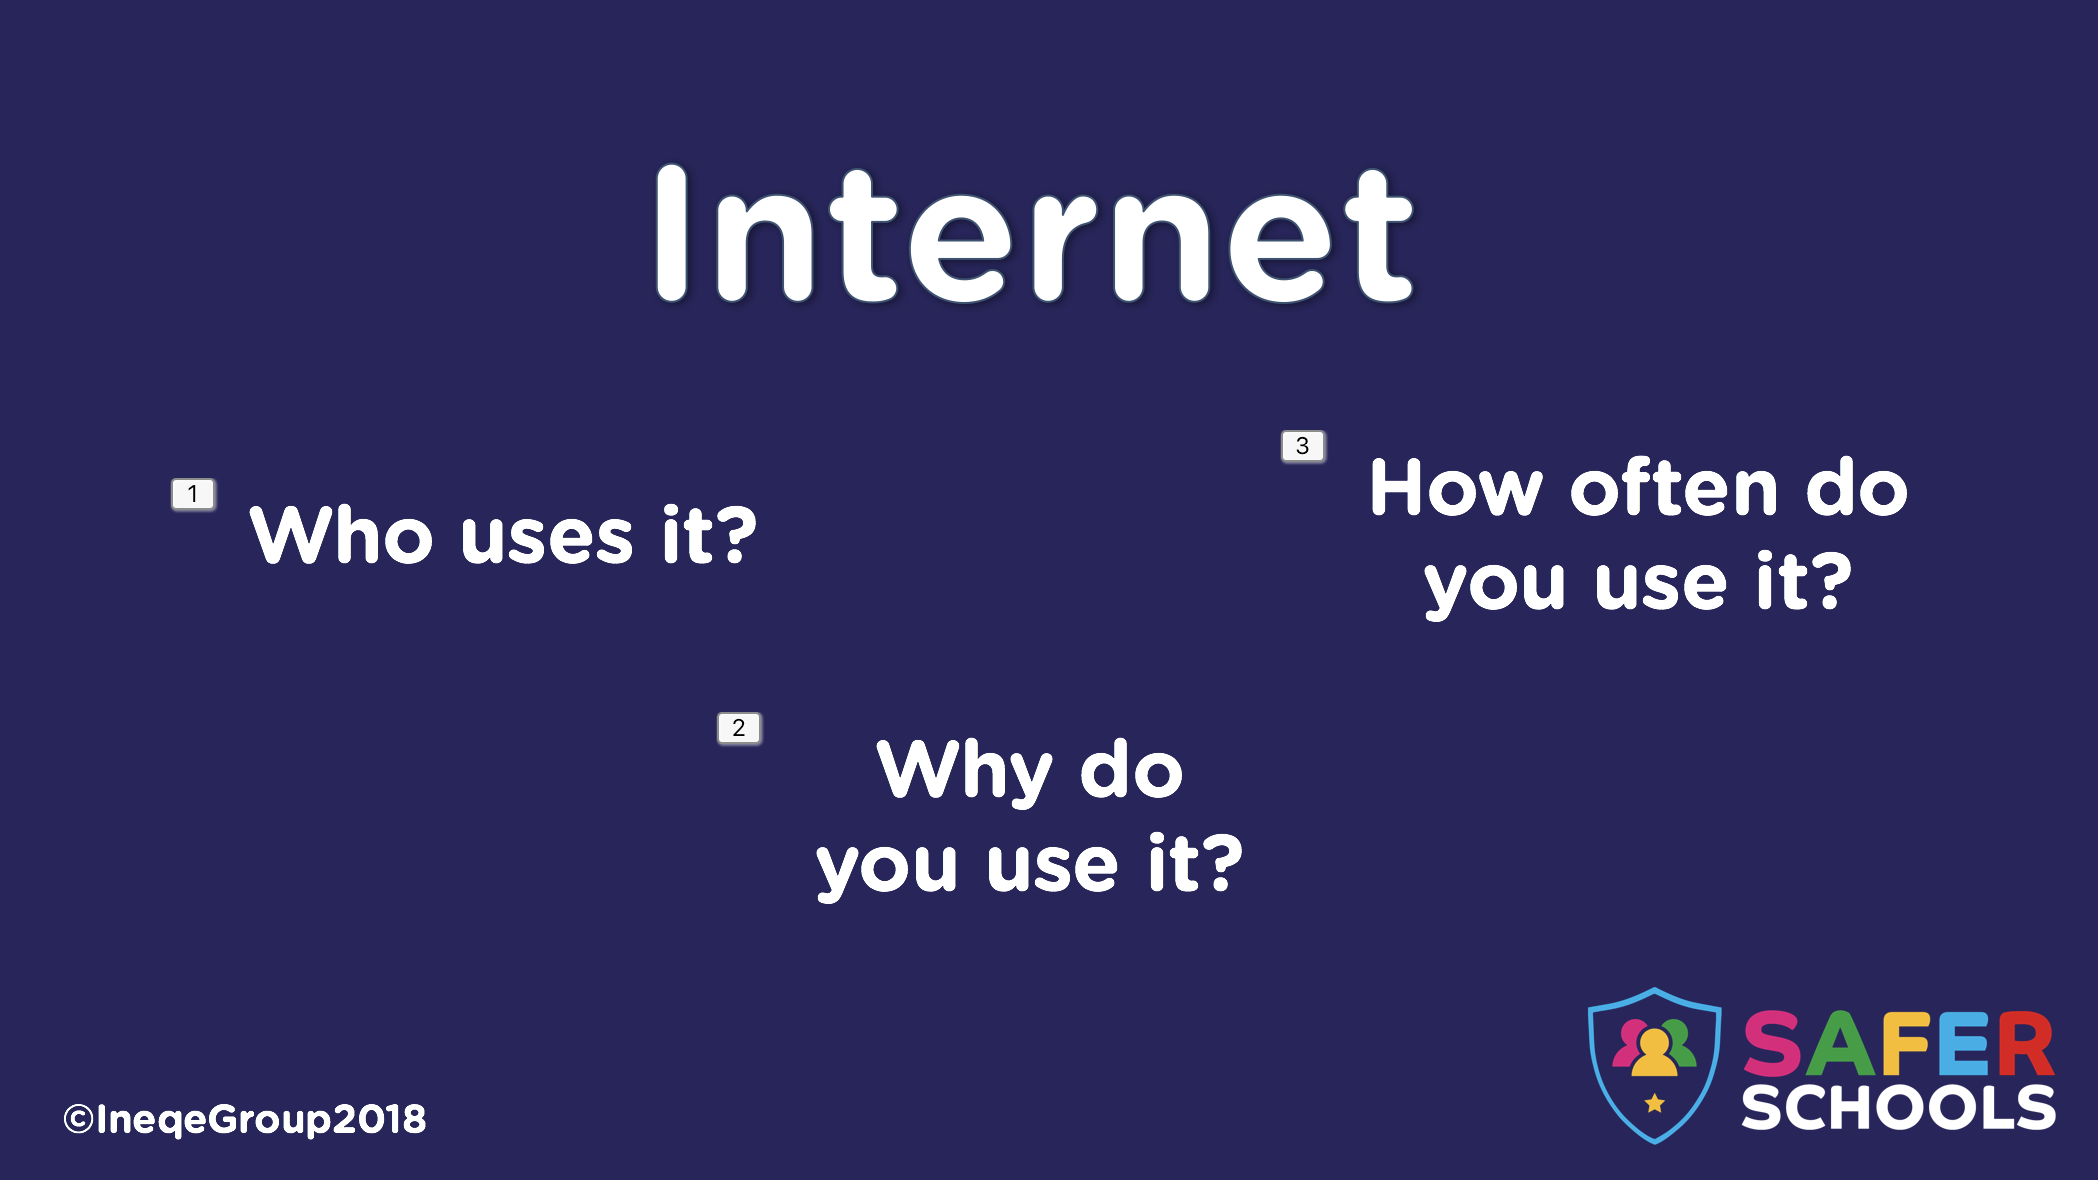 Internet
1
Who uses it?
2
Why do
you use it?
3
How often do
you use it?
©IneqeGroup2018
SAFER
SCHOOLS